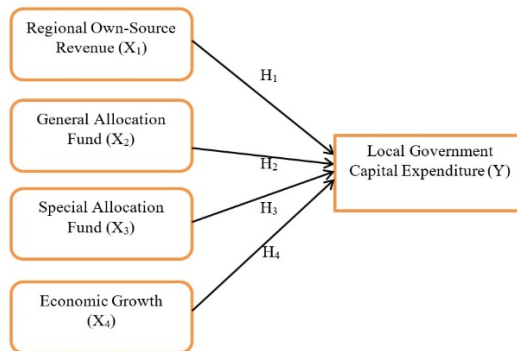 Regional Own-Source
Revenue (X₁)
H₁
General Allocation
Fund (X₂)
H₂
Local Government
Capital Expenditure (Y)
Special Allocation
Fund (X₃)
H₃
H₄
Economic Growth
(X₄)